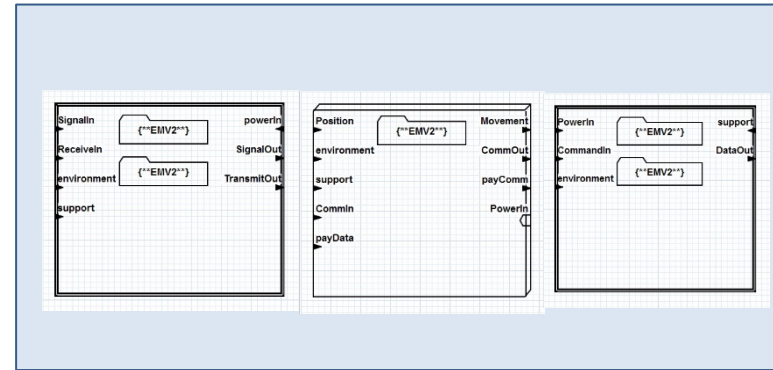 SignalIn
powerIn
{**EMV2**}
ReceiveIn
SignalOut
{**EMV2**}
environment
TransmitOut
support
Position
Movement
{**EMV2**}
environment
CommOut
support
payComm
CommIn
PowerIn
payData
PowerIn
support
{**EMV2**}
CommandIn
DataOut
{**EMV2**}
environment